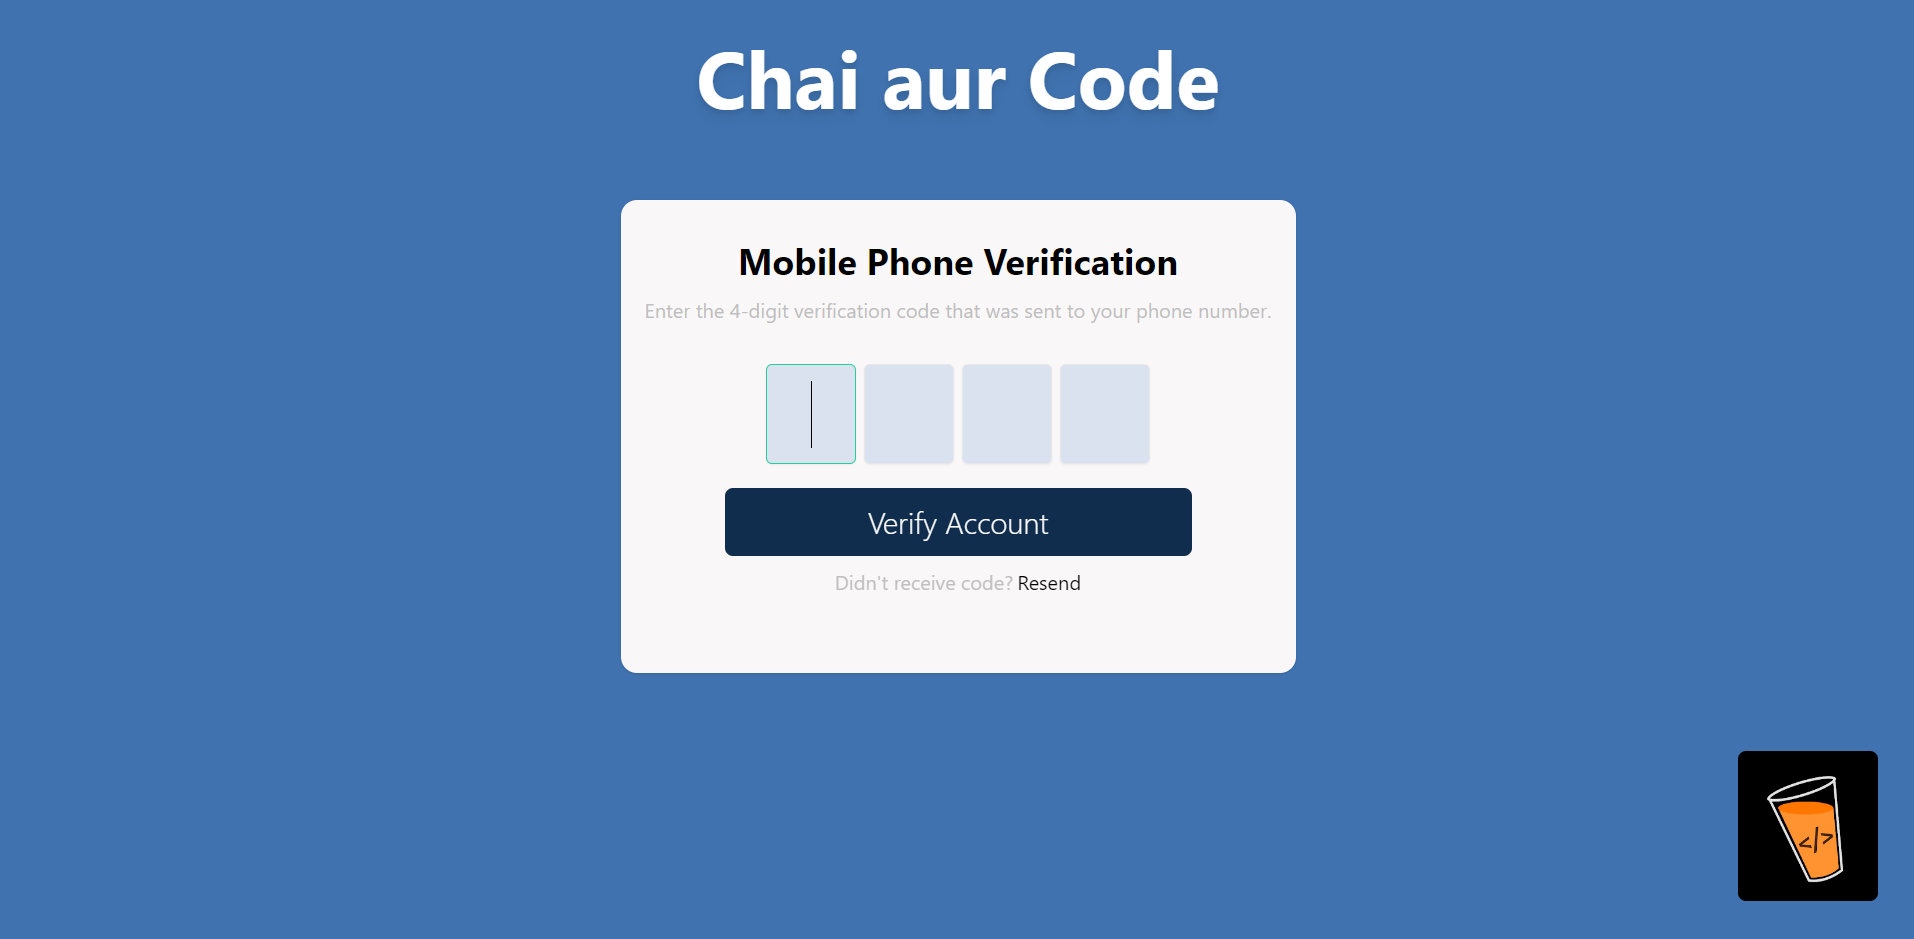 Chai aur Code
Mobile Phone Verification
Enter the 4-digit verification code that was sent to your phone number.
Verify Account
Didn't receive code? Resend
</>